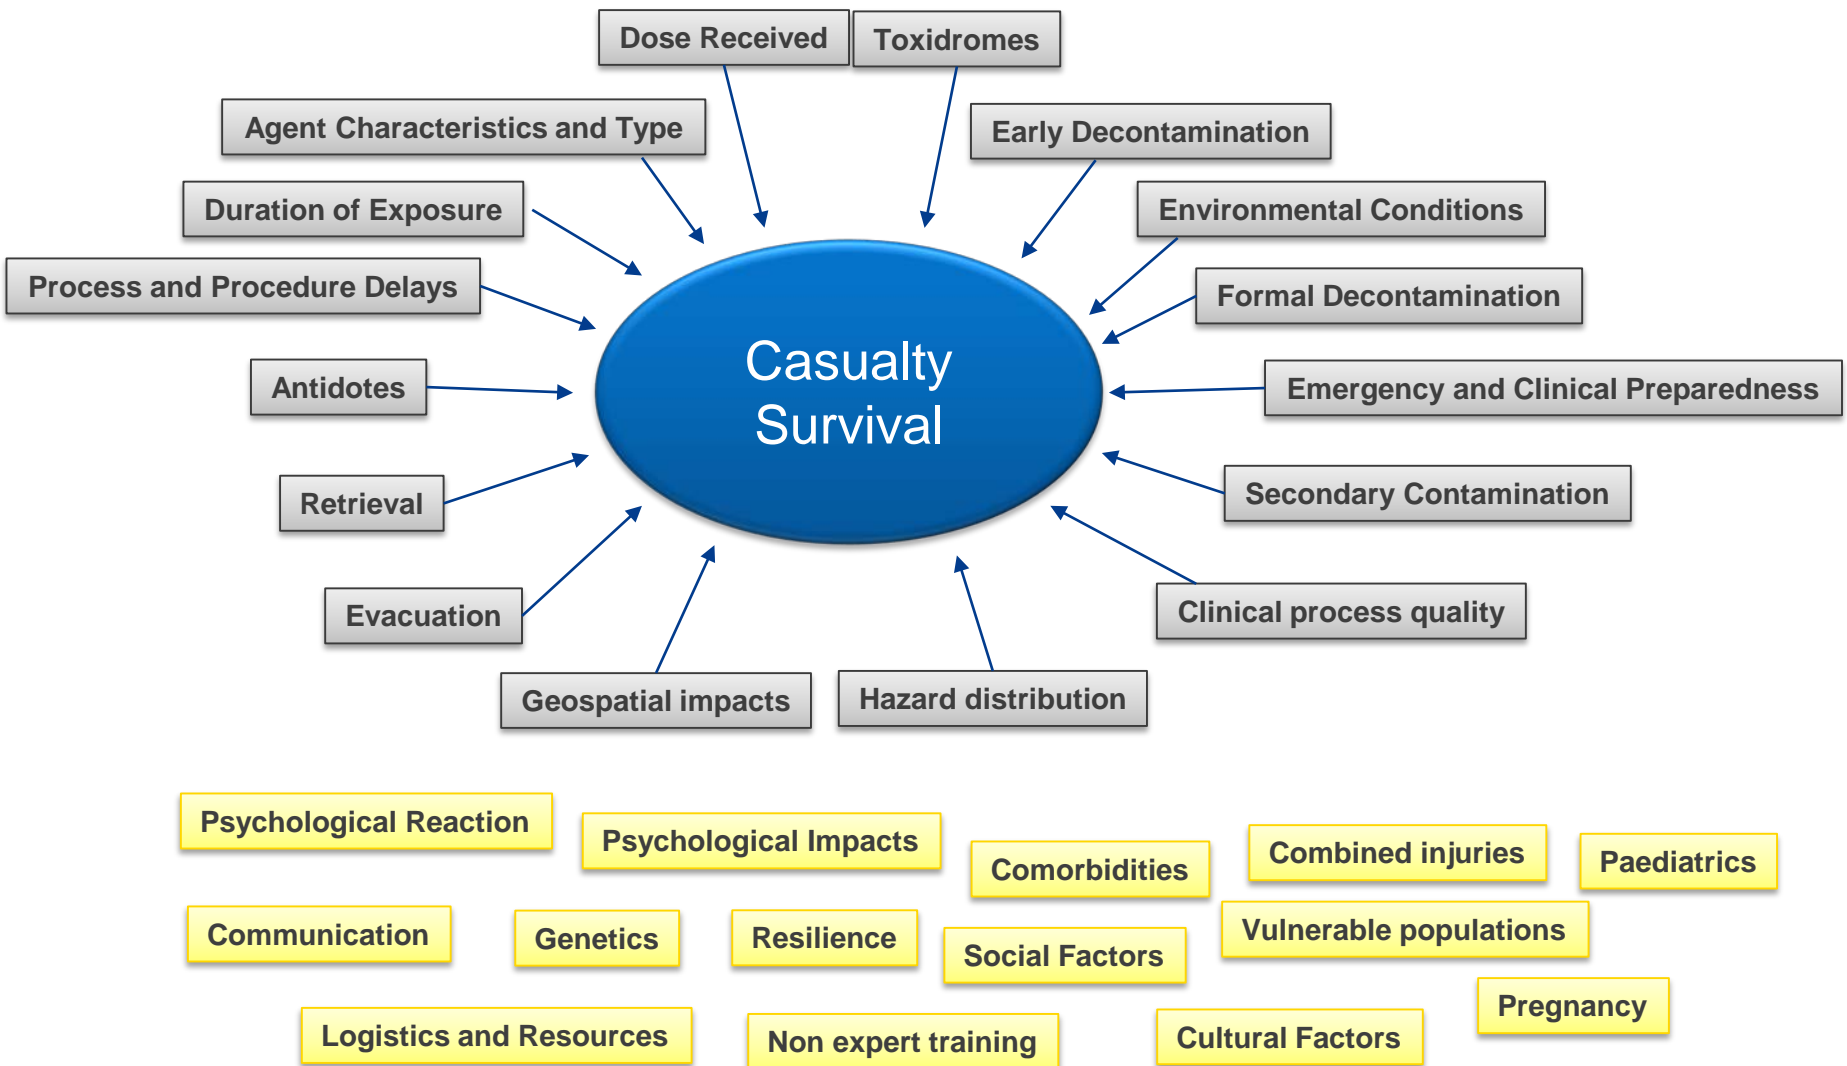 Dose Received
Toxidromes
Agent Characteristics and Type
Early Decontamination
Duration of Exposure
Environmental Conditions
Process and Procedure Delays
Formal Decontamination
Casualty
Survival
Antidotes
Emergency and Clinical Preparedness
Retrieval
Secondary Contamination
Evacuation
Clinical process quality
Geospatial impacts
Hazard distribution
Psychological Reaction
Psychological Impacts
Comorbidities
Combined injuries
Paediatrics
Communication
Genetics
Resilience
Social Factors
Vulnerable populations
Pregnancy
Logistics and Resources
Non expert training
Cultural Factors